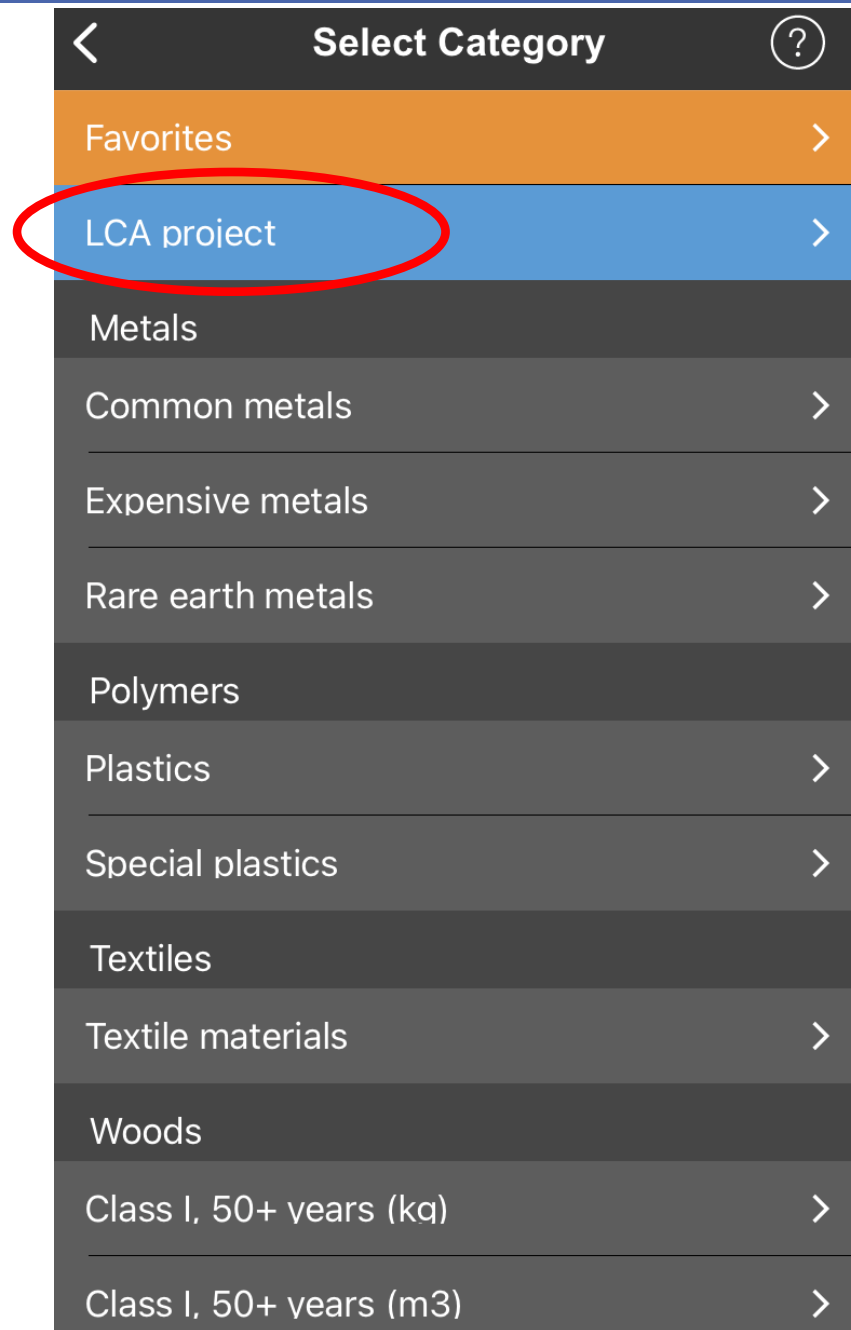 Select Category
?
Favorites
LCA project
Metals
Common metals
Expensive metals
Rare earth metals
Polymers
Plastics
Special plastics
Textiles
Textile materials
Woods
Class I, 50+ years (kg)
Class I, 50+ years (m3)